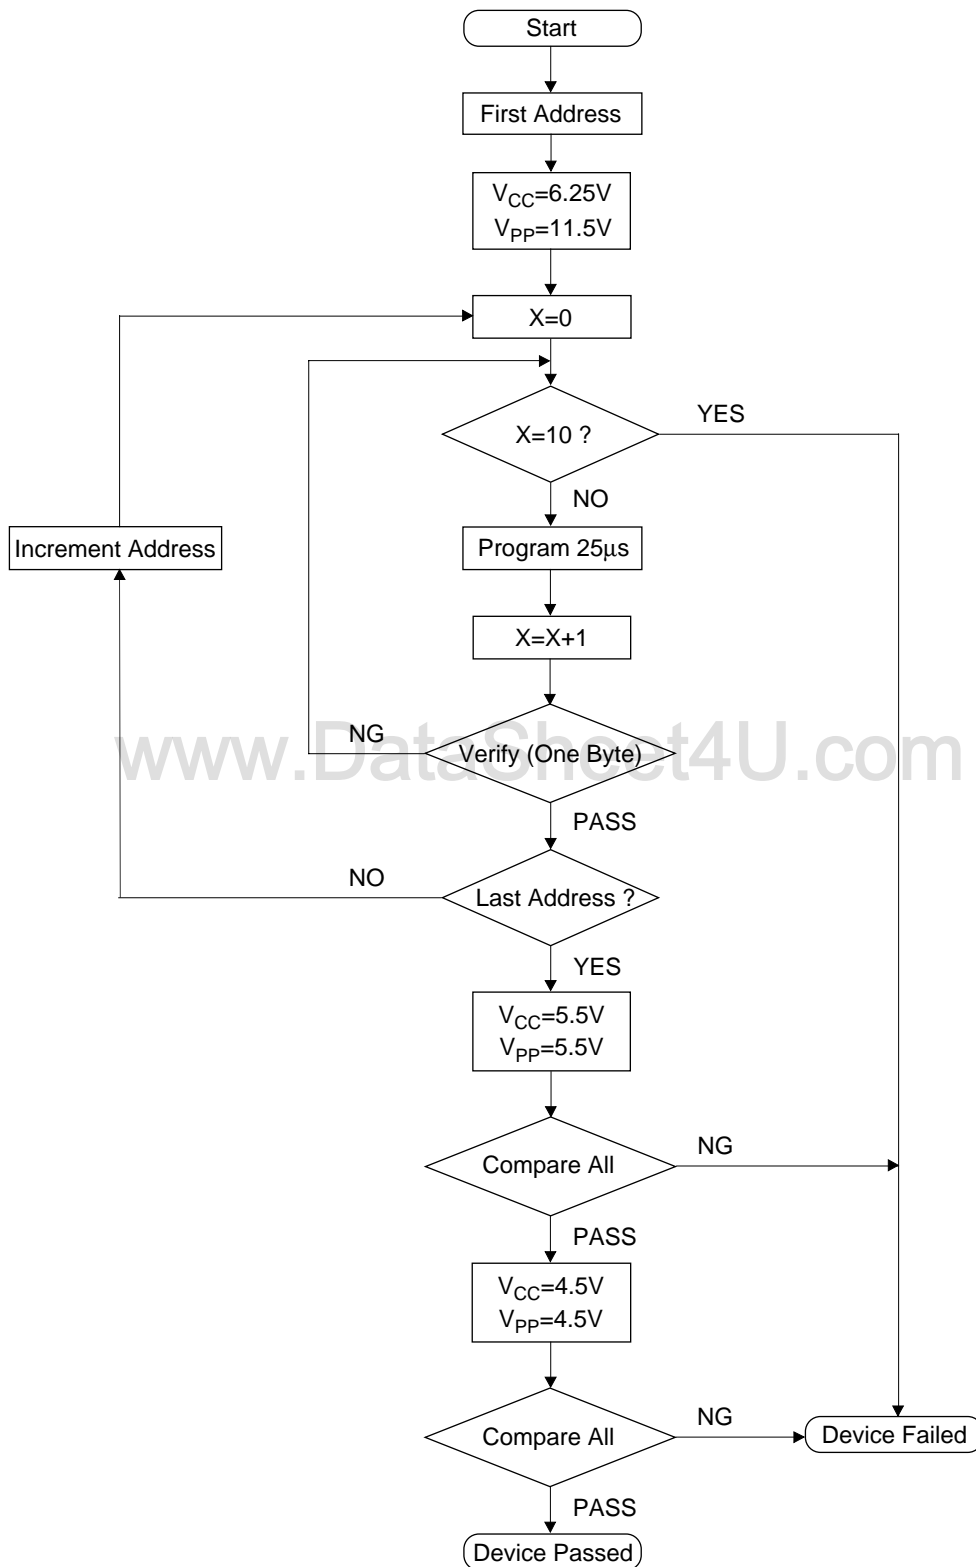 Start
First Address
VCC=6.25V
VPP=11.5V
X=0
X=10 ?
YES
NO
Increment Address
Program 25μs
X=X+1
www.DataSheet4U.com
NG
Verify (One Byte)
PASS
NO
Last Address ?
YES
VCC=5.5V
VPP=5.5V
Compare All
NG
PASS
VCC=4.5V
VPP=4.5V
Compare All
NG
Device Failed
PASS
Device Passed